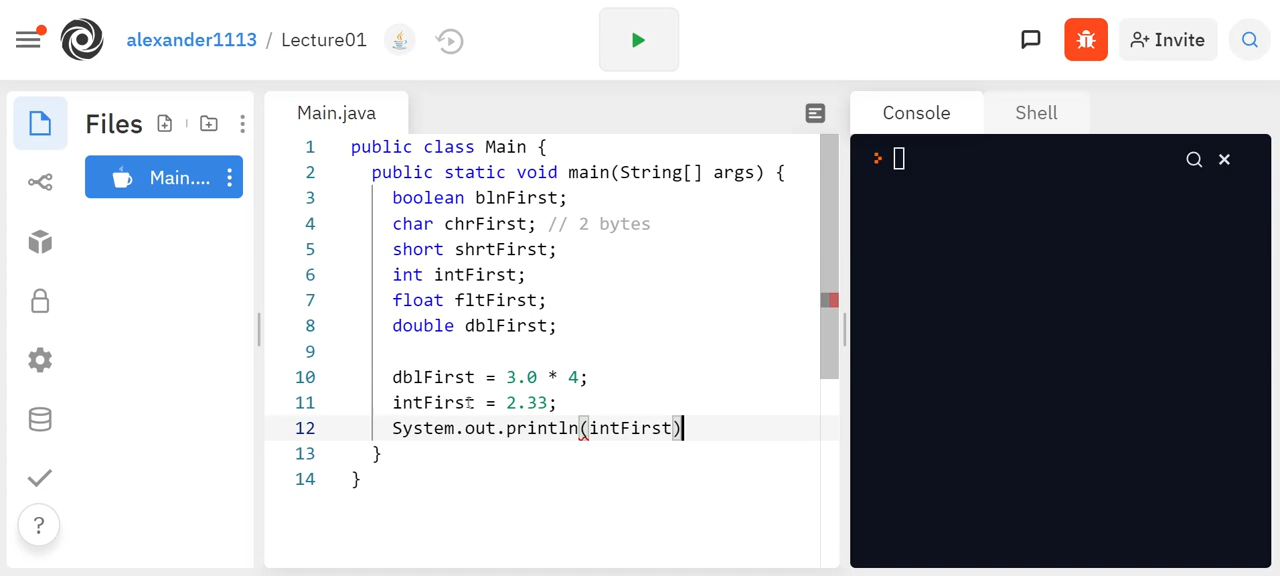 alexander1113 / Lecture01
Invite
Files
Main....
Main.java
Console
Shell
1 public class Main {
2 public static void main(String[] args) {
3 boolean blnFirst;
4 char chrFirst; // 2 bytes
5 short shrtFirst;
6 int intFirst;
7 float fltFirst;
8 double dblFirst;
9
10 dblFirst = 3.0 * 4;
11 intFirst = 2.33;
12 System.out.println(intFirst)
13 }
14 }
?